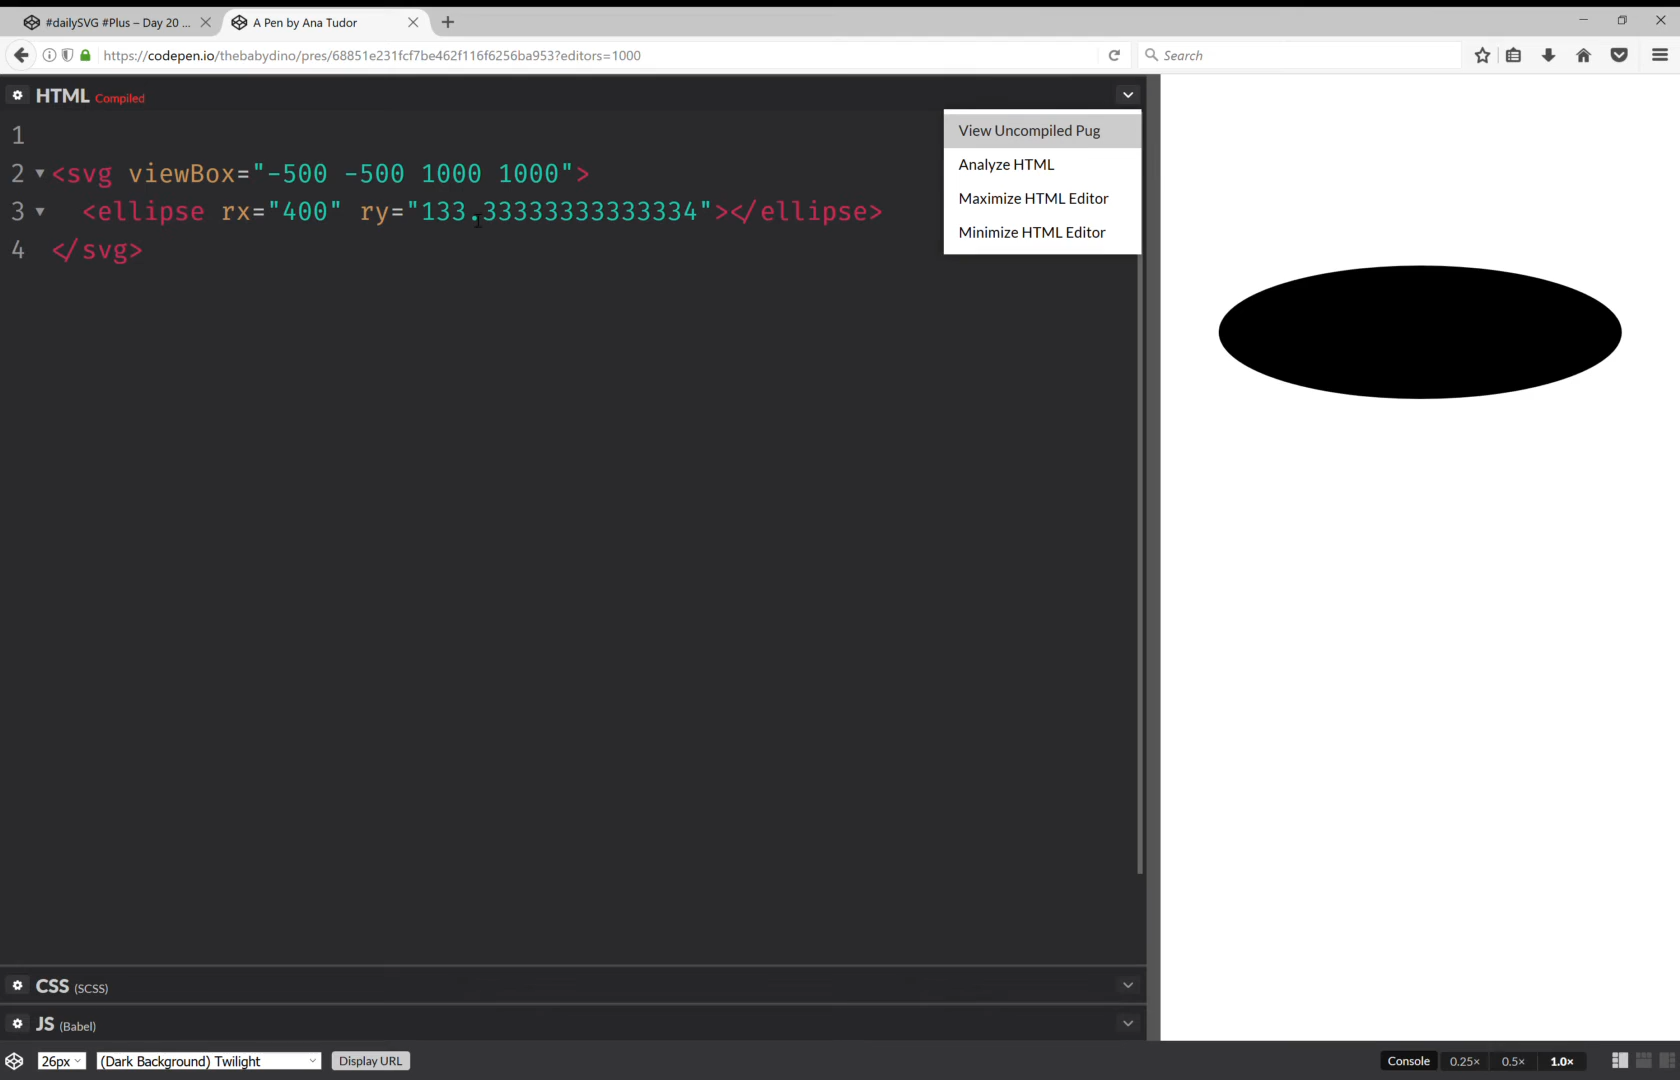 #dailySVG #Plus – Day 20 ...
A Pen by Ana Tudor
https://codepen.io/thebabydino/pres/68851e231fcf7be462f116f6256ba953?editors=1000
Search
HTML Compiled
View Uncompiled Pug
Analyze HTML
Maximize HTML Editor
Minimize HTML Editor
1
2 <svg viewBox="-500 -500 1000 1000">
3 <ellipse rx="400" ry="133.33333333333334"></ellipse>
4 </svg>
CSS (SCSS)
JS (Babel)
26px
(Dark Background) Twilight
Display URL
Console
0.25×
0.5×
1.0×